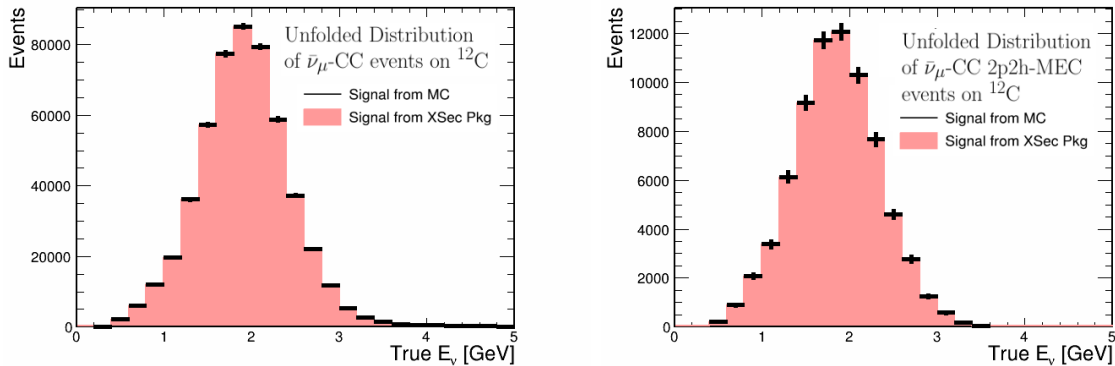 Events
80000
60000
40000
20000
0
Unfolded Distribution
of ν̄μ-CC events on ¹²C
Signal from MC
Signal from XSec Pkg
0 1 2 3 4 5
True Eν [GeV]
Events
12000
10000
8000
6000
4000
2000
0
Unfolded Distribution
of ν̄μ-CC 2p2h-MEC
events on ¹²C
Signal from MC
Signal from XSec Pkg
0 1 2 3 4 5
True Eν [GeV]